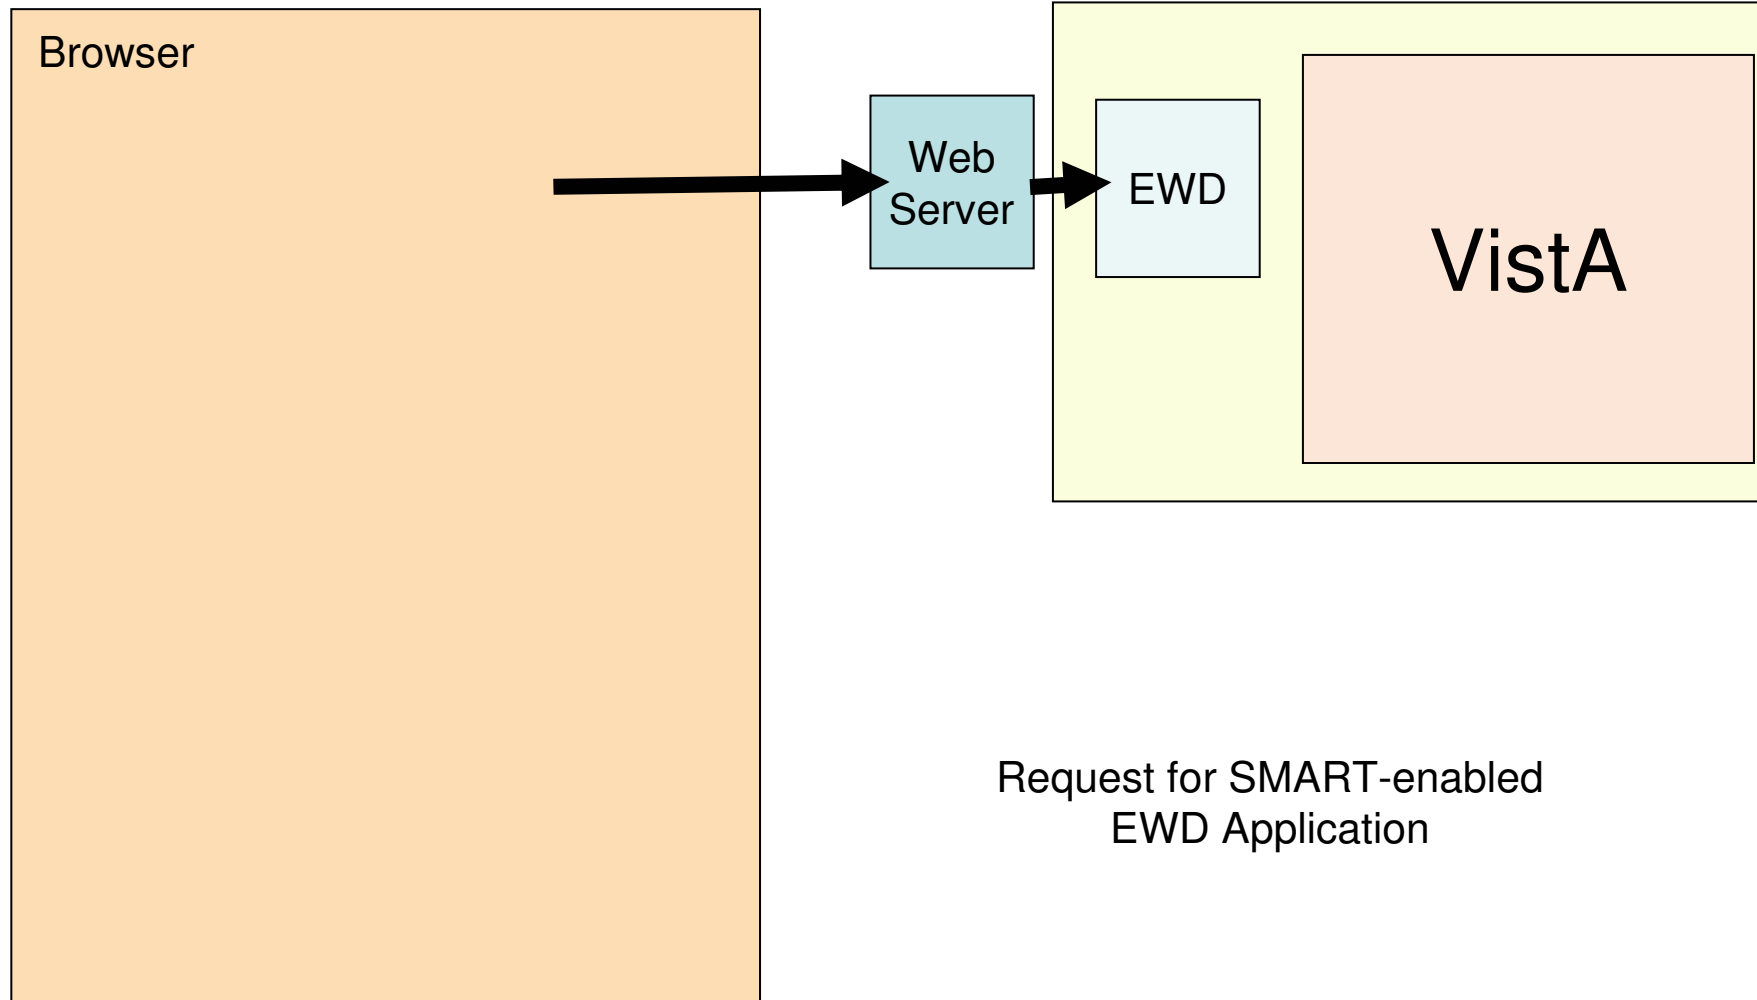 Browser
Web
Server
EWD
VistA
Request for SMART-enabled
EWD Application